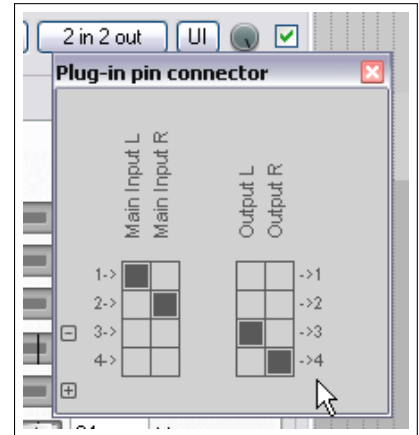 2 in 2 out UI
Plug-in pin connector
Main Input L
Main Input R
Output L
Output R
1-> ->1
2-> ->2
3-> ->3
4-> ->4